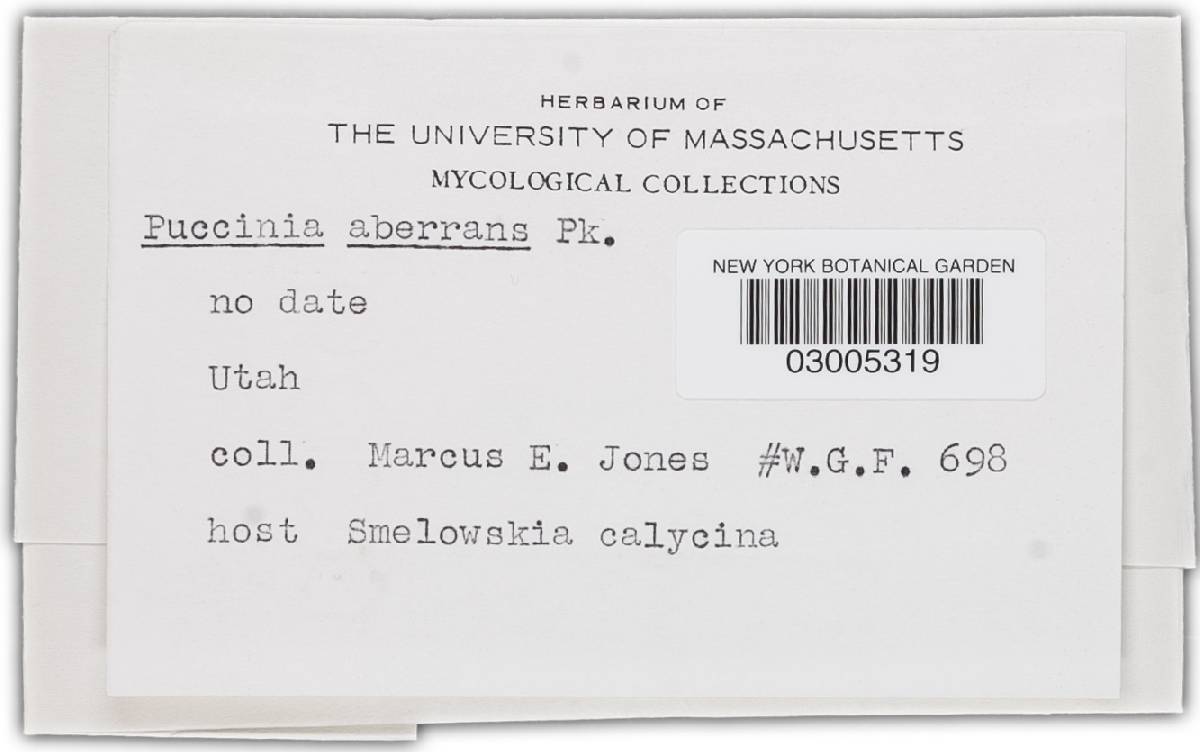 HERBARIUM OF
THE UNIVERSITY OF MASSACHUSETTS
MYCOLOGICAL COLLECTIONS
Puccinia aberrans Pk.
NEW YORK BOTANICAL GARDEN
03005319
no date
Utah
coll. Marcus E. Jones #W.G.F. 698
host Smelowskia calycina